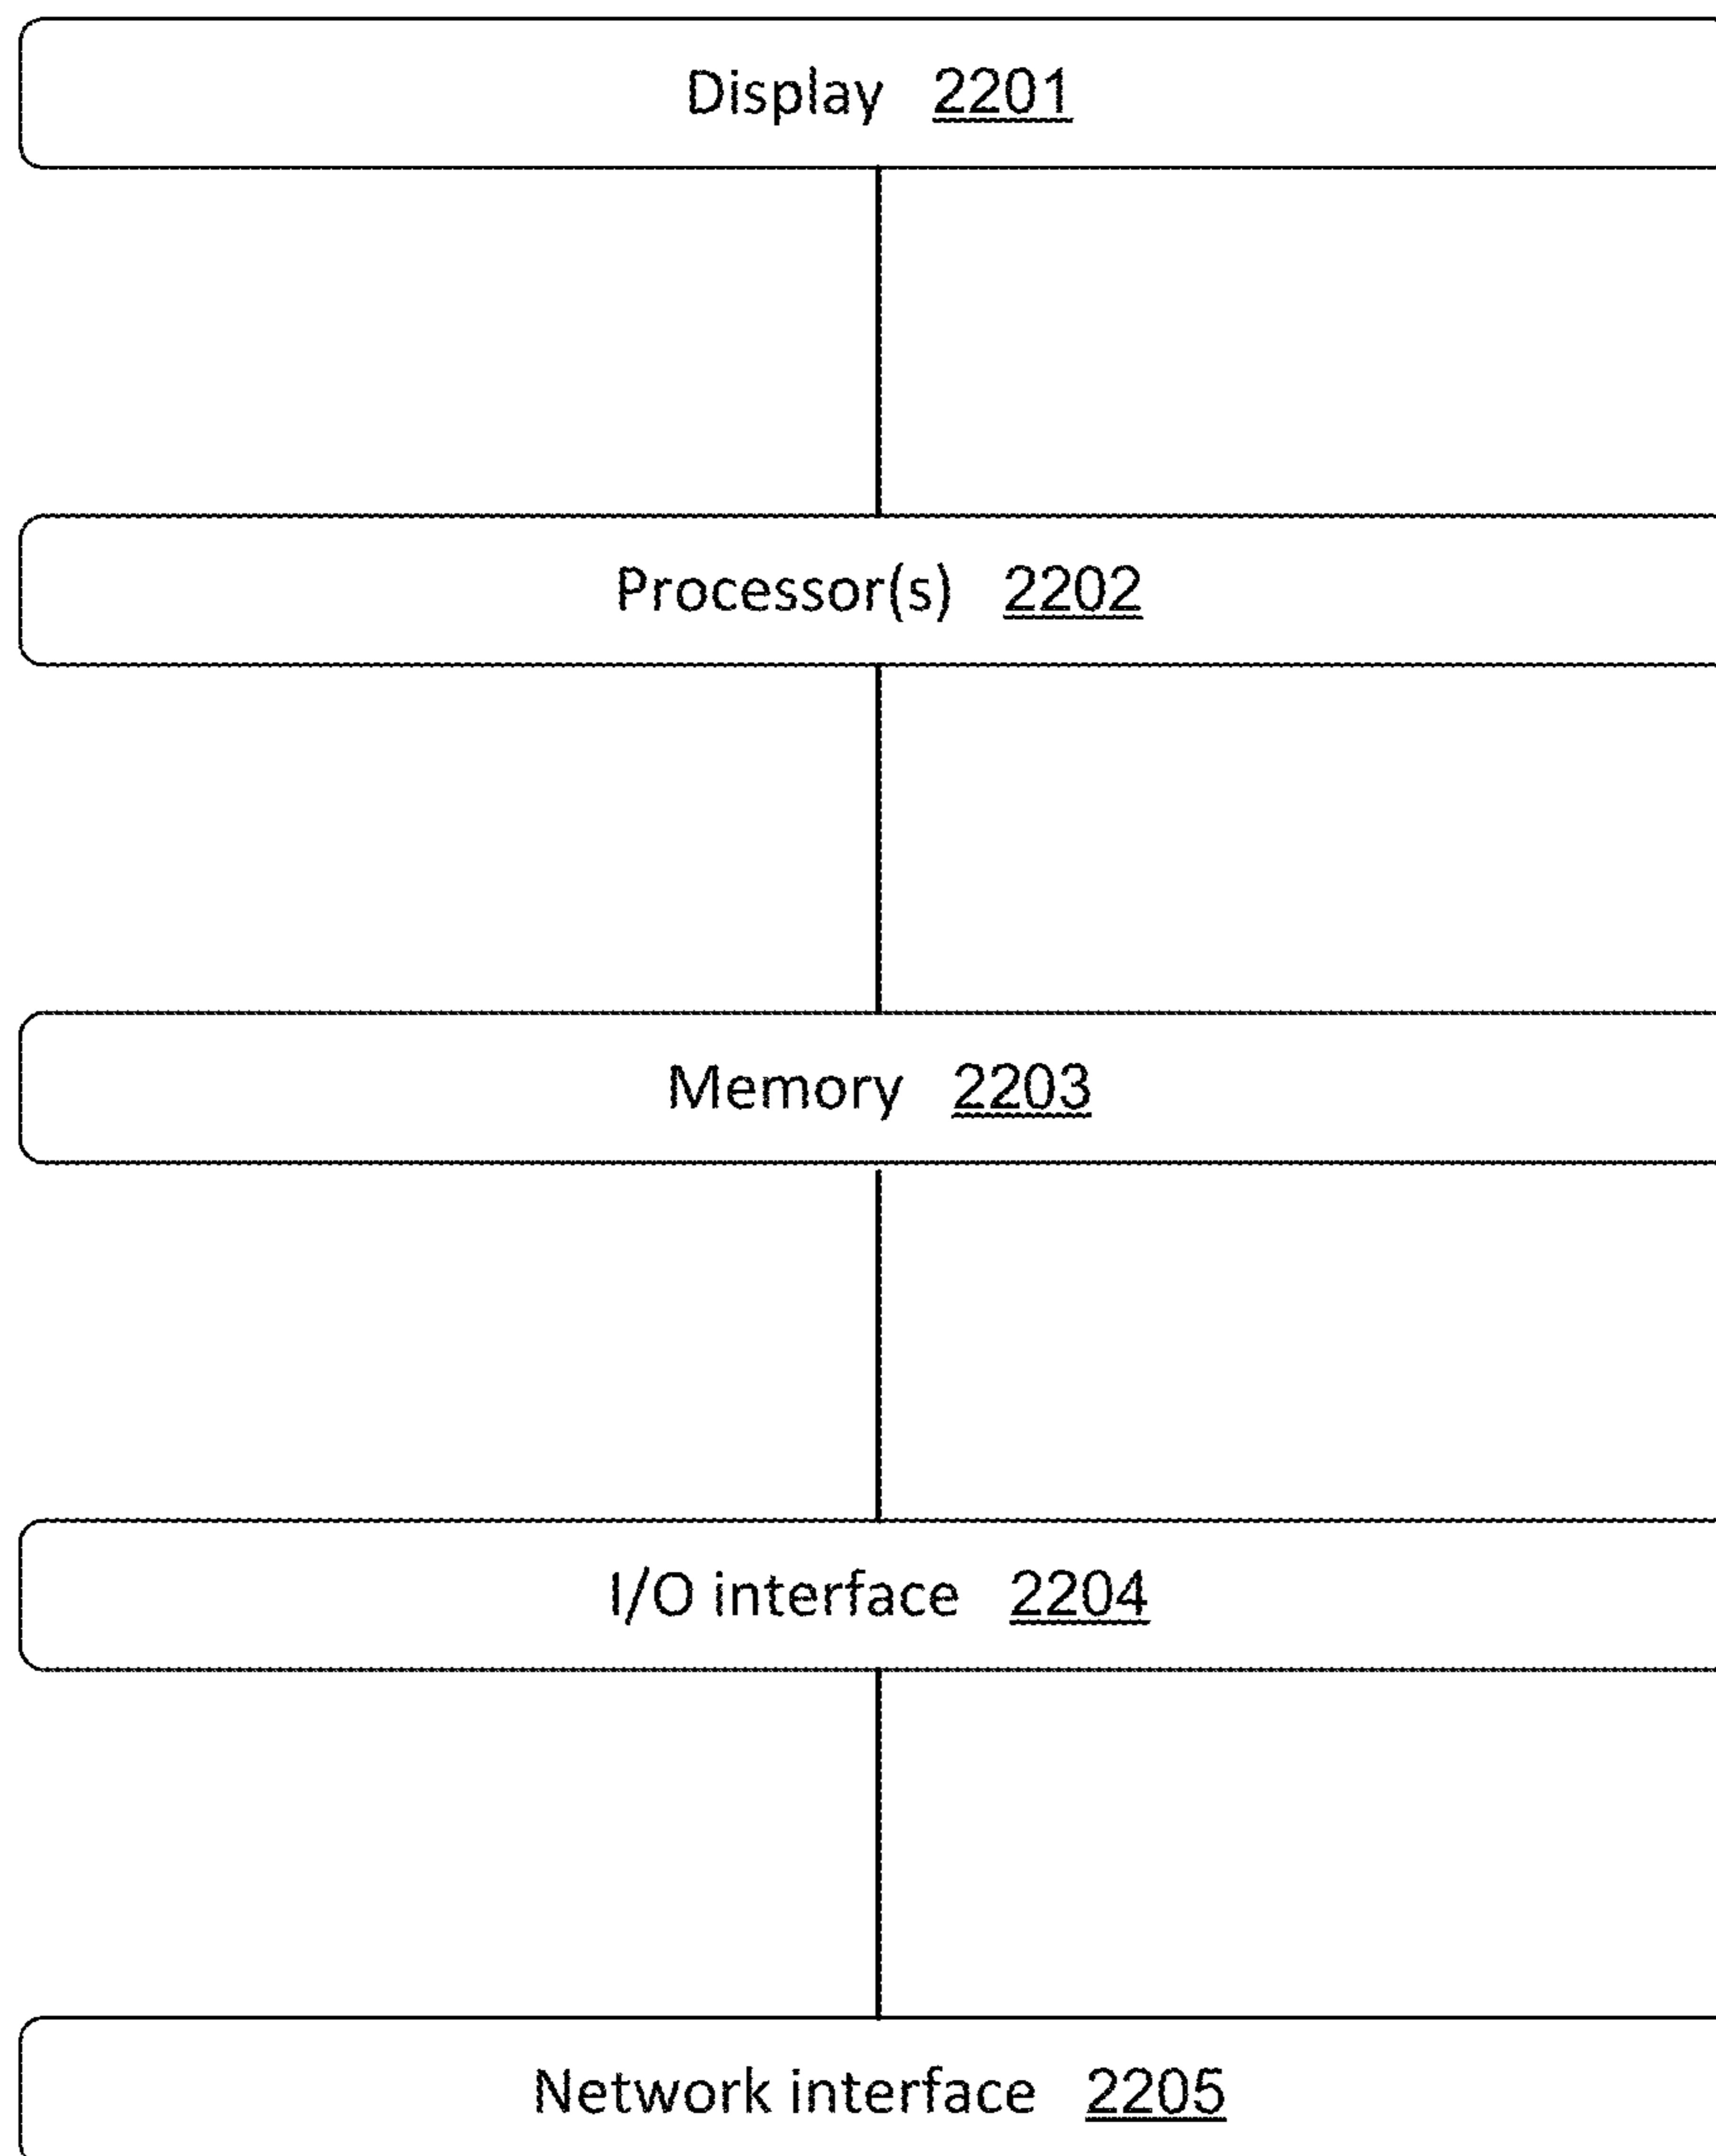 Display 2201
Processor(s) 2202
Memory 2203
I/O interface 2204
Network interface 2205